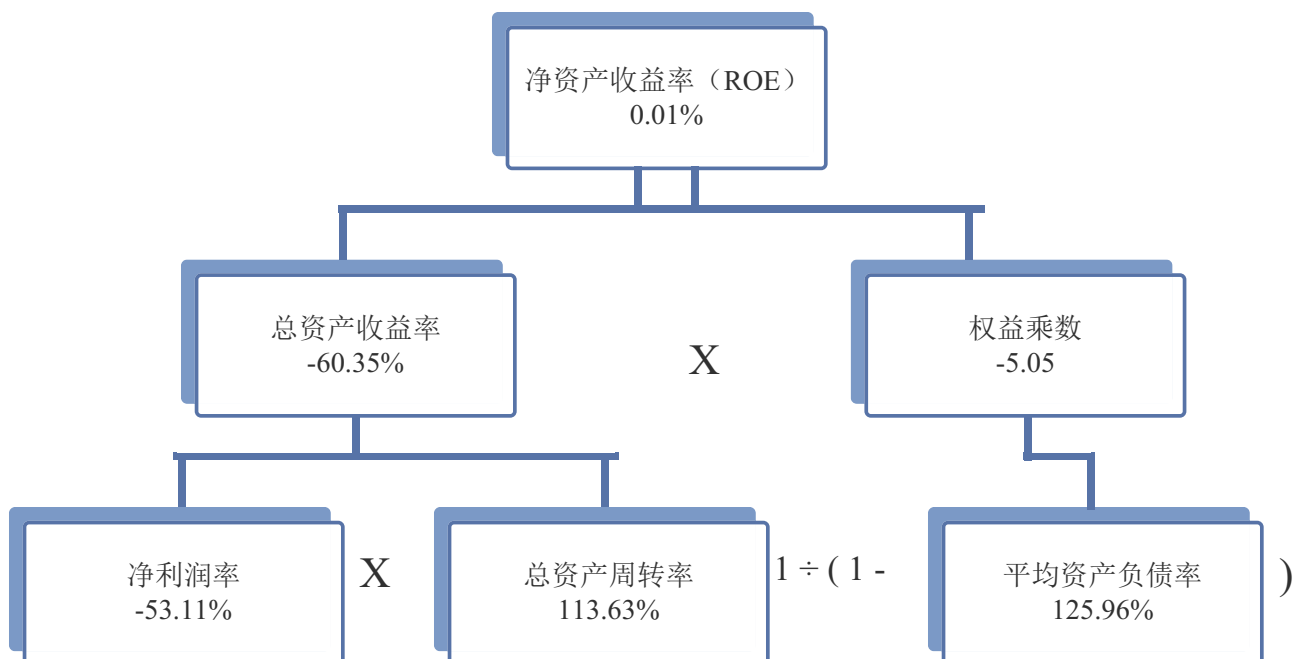 净资产收益率（ROE）
0.01%
总资产收益率
-60.35%
X
权益乘数
-5.05
净利润率
-53.11%
X
总资产周转率
113.63%
1 ÷ ( 1 -
平均资产负债率
125.96%
)